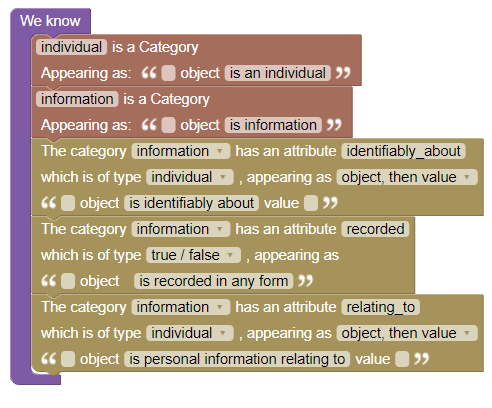 We know
individual is a Category
Appearing as: “ object is an individual ”
information is a Category
Appearing as: “ object is information ”
The category information ▾ has an attribute identifiably_about
which is of type individual ▾ , appearing as object, then value ▾
“ object is identifiably about value ”
The category information ▾ has an attribute recorded
which is of type true / false ▾ , appearing as
“ object is recorded in any form ”
The category information ▾ has an attribute relating_to
which is of type individual ▾ , appearing as object, then value ▾
“ object is personal information relating to value ”